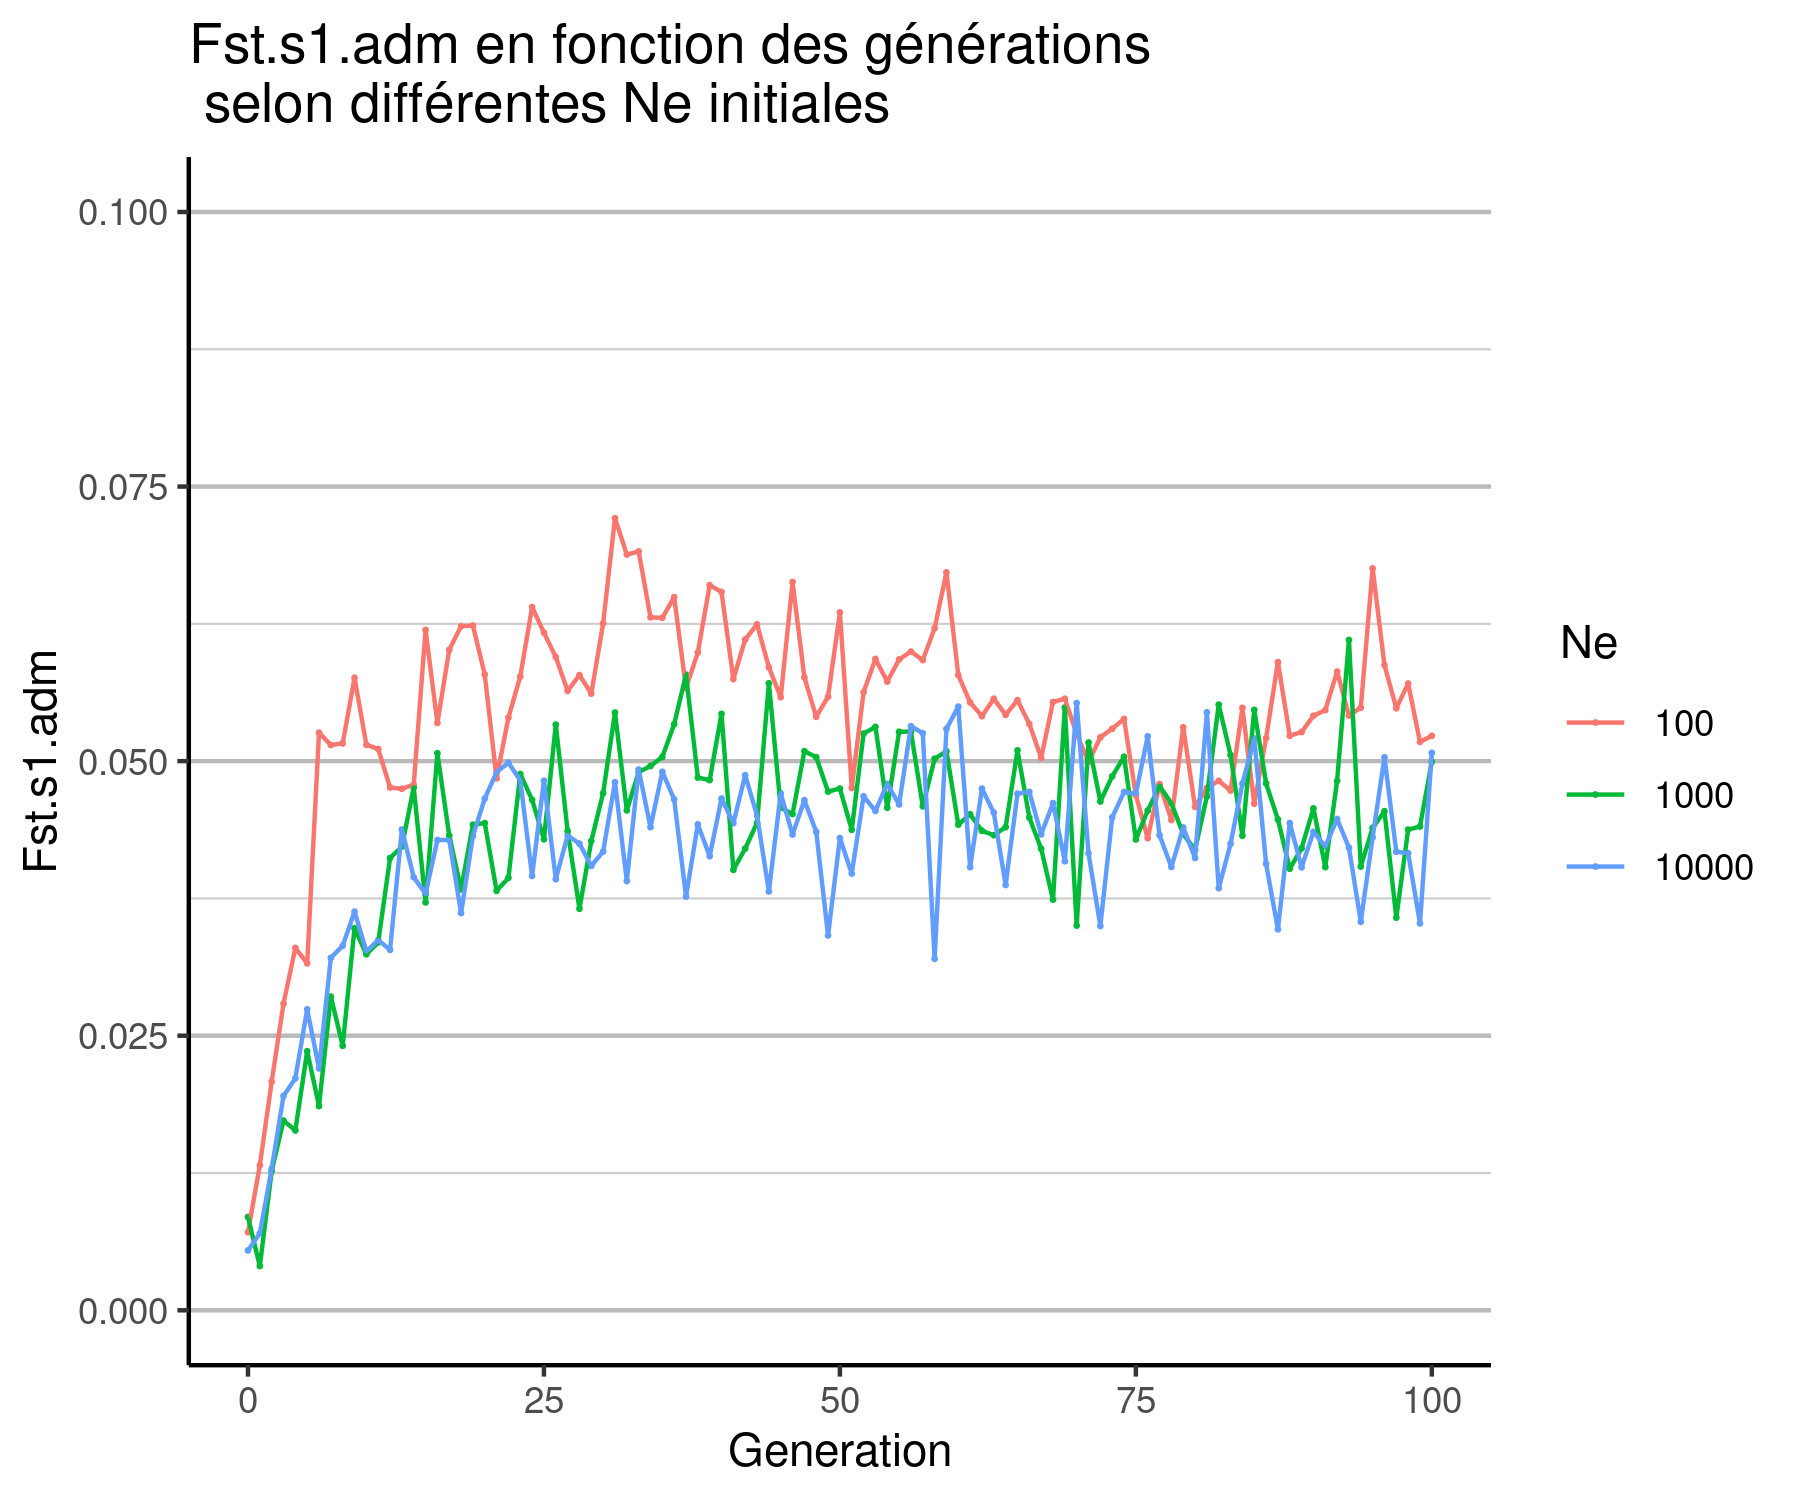 Fst.s1.adm en fonction des générations
selon différentes Ne initiales
Fst.s1.adm
0.100
0.075
0.050
0.025
0.000
0 25 50 75 100
Generation
Ne
100
1000
10000